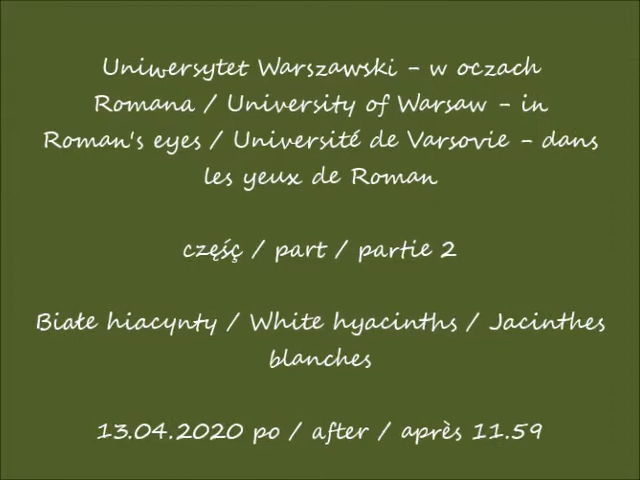 Uniwersytet Warszawski - w oczach
Romana / University of Warsaw - in
Roman's eyes / Université de Varsovie - dans
les yeux de Roman
częśç / part / partie 2
Białe hiacynty / White hyacinths / Jacinthes
blanches
13.04.2020 po / after / après 11.59